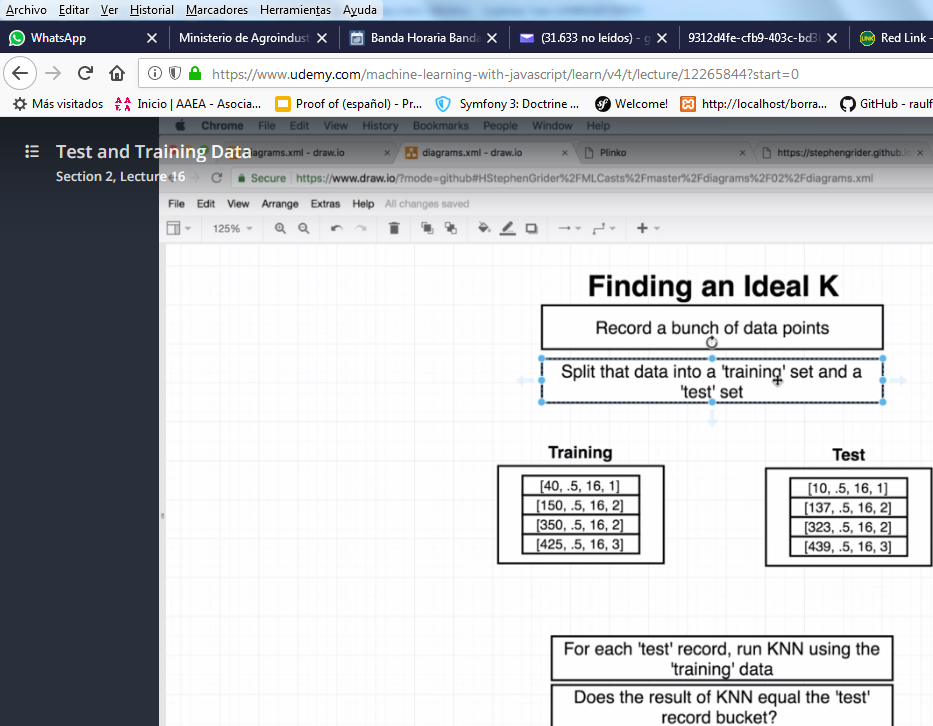 Archivo Editar Ver Historial Marcadores Herramientas Ayuda
WhatsApp Ministerio de Agroindust Banda Horaria Banda (31.633 no leídos) - g 9312d4fe-cfb9-403c-bd3 Red Link -
https://www.udemy.com/machine-learning-with-javascript/learn/v4/t/lecture/12265844?start=0
Más visitados Inicio | AAEA - Asocia... Proof of (español) - Pr... Symfony 3: Doctrine ... Welcome! http://localhost/borra... GitHub - raulf
Chrome File Edit View History Bookmarks People Window Help
Test and Training Data
agrams.xml - draw.io diagrams.xml - draw.io Plinko https://stephengrider.github.io
Section 2, Lecture 16
Secure https://www.draw.io/?mode=github#HStephenGrider%2FMLCasts%2Fmaster%2Fdiagrams%2F02%2Fdiagrams.xml
File Edit View Arrange Extras Help All changes saved
125%
Finding an Ideal K
Record a bunch of data points
Split that data into a 'training' set and a
'test' set
Training
[40, .5, 16, 1]
[150, .5, 16, 2]
[350, .5, 16, 2]
[425, .5, 16, 3]
Test
[10, .5, 16, 1]
[137, .5, 16, 2]
[323, .5, 16, 2]
[439, .5, 16, 3]
For each 'test' record, run KNN using the
'training' data
Does the result of KNN equal the 'test'
record bucket?